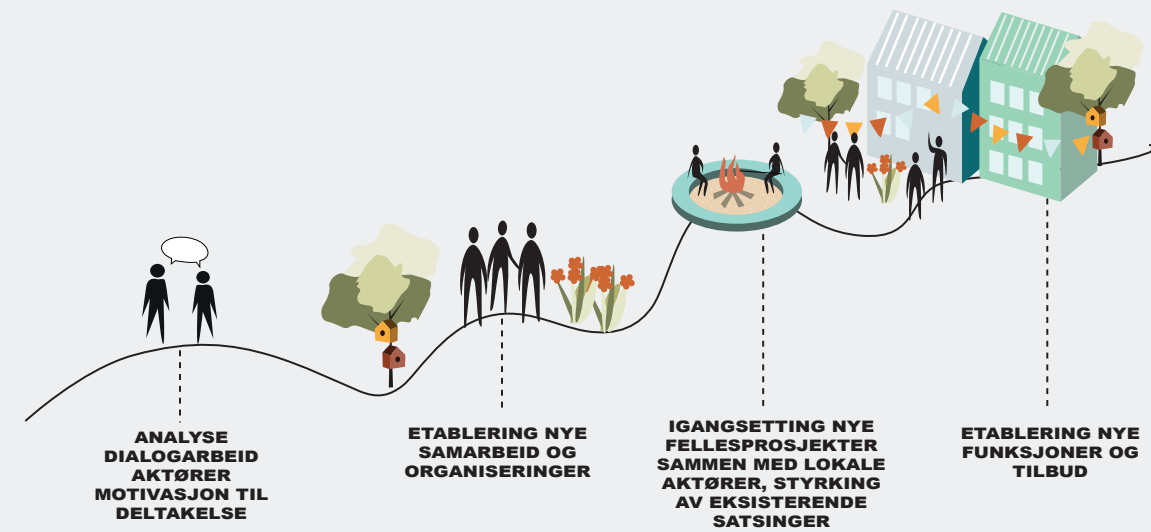 ANALYSE
DIALOGARBEID
AKTØRER
MOTIVASJON TIL
DELTAKELSE
ETABLERING NYE
SAMARBEID OG
ORGANISERINGER
IGANGSETTING NYE
FELLESPROSJEKTER
SAMMEN MED LOKALE
AKTØRER, STYRKING
AV EKSISTERENDE
SATSINGER
ETABLERING NYE
FUNKSJONER OG
TILBUD